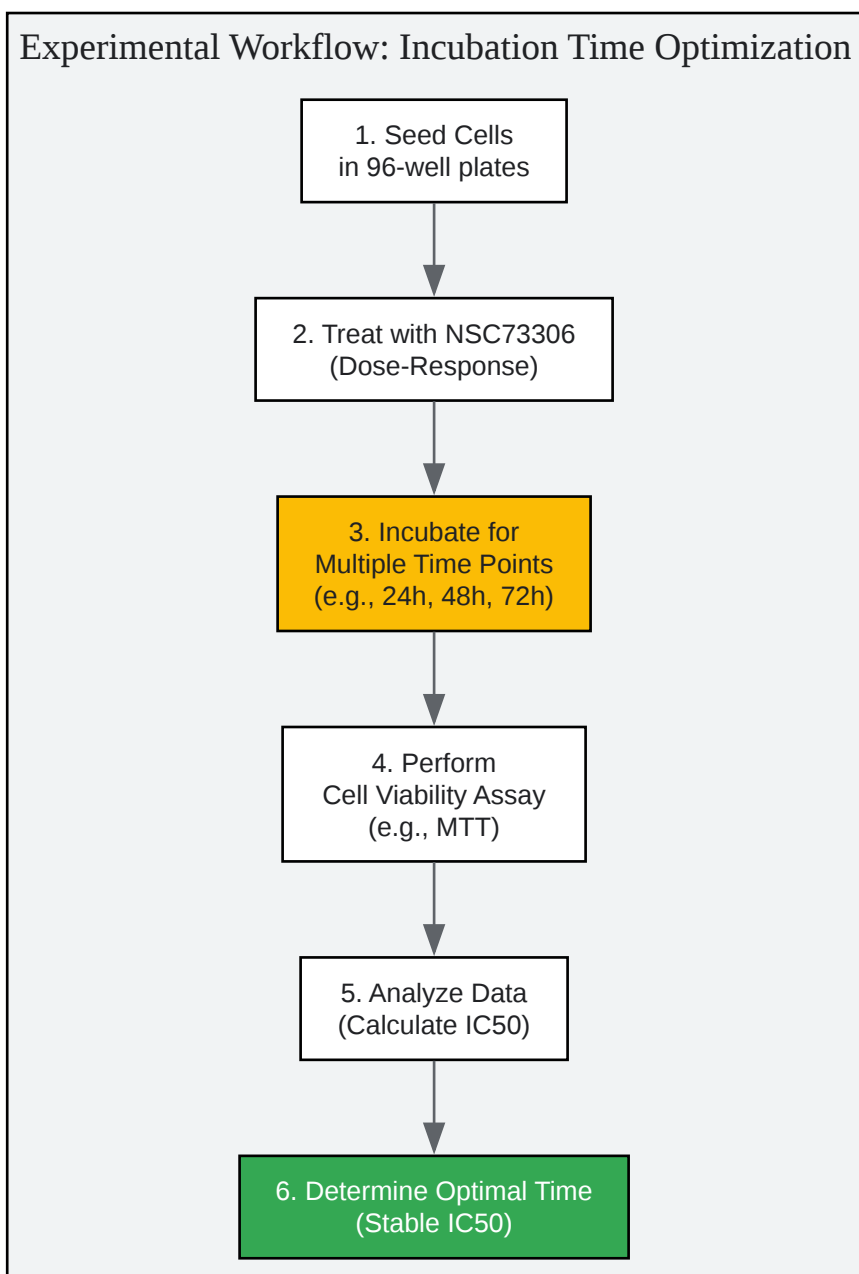 Experimental Workflow: Incubation Time Optimization
1. Seed Cells
in 96-well plates
2. Treat with NSC73306
(Dose-Response)
3. Incubate for
Multiple Time Points
(e.g., 24h, 48h, 72h)
4. Perform
Cell Viability Assay
(e.g., MTT)
5. Analyze Data
(Calculate IC50)
6. Determine Optimal Time
(Stable IC50)